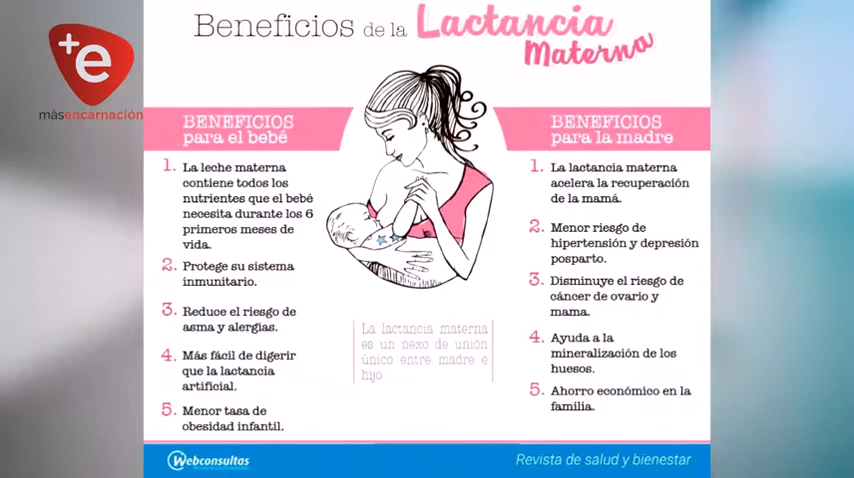 Beneficios de la Lactancia
Materna
+e
másencarnación
BENEFICIOS
para el bebé
1. La leche materna
contiene todos los
nutrientes que el bebé
necesita durante los 6
primeros meses de
vida.
2. Protege su sistema
inmunitario.
3. Reduce el riesgo de
asma y alergias.
4. Más fácil de digerir
que la lactancia
artificial.
5. Menor tasa de
obesidad infantil.
La lactancia materna
es un nexo de unión
único entre madre e
hijo
BENEFICIOS
para la madre
1. La lactancia materna
acelera la recuperación
de la mamá.
2. Menor riesgo de
hipertensión y depresión
posparto.
3. Disminuye el riesgo de
cáncer de ovario y
mama.
4. Ayuda a la
mineralización de los
huesos.
5. Ahorro económico en la
familia.
Webconsultas
Revista de salud y bienestar